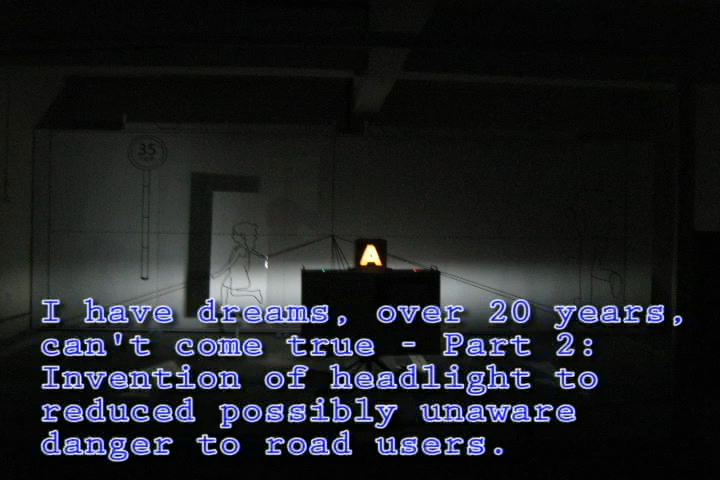 35
A
I have dreams, over 20 years,
can't come true - Part 2:
Invention of headlight to
reduced possibly unaware
danger to road users.